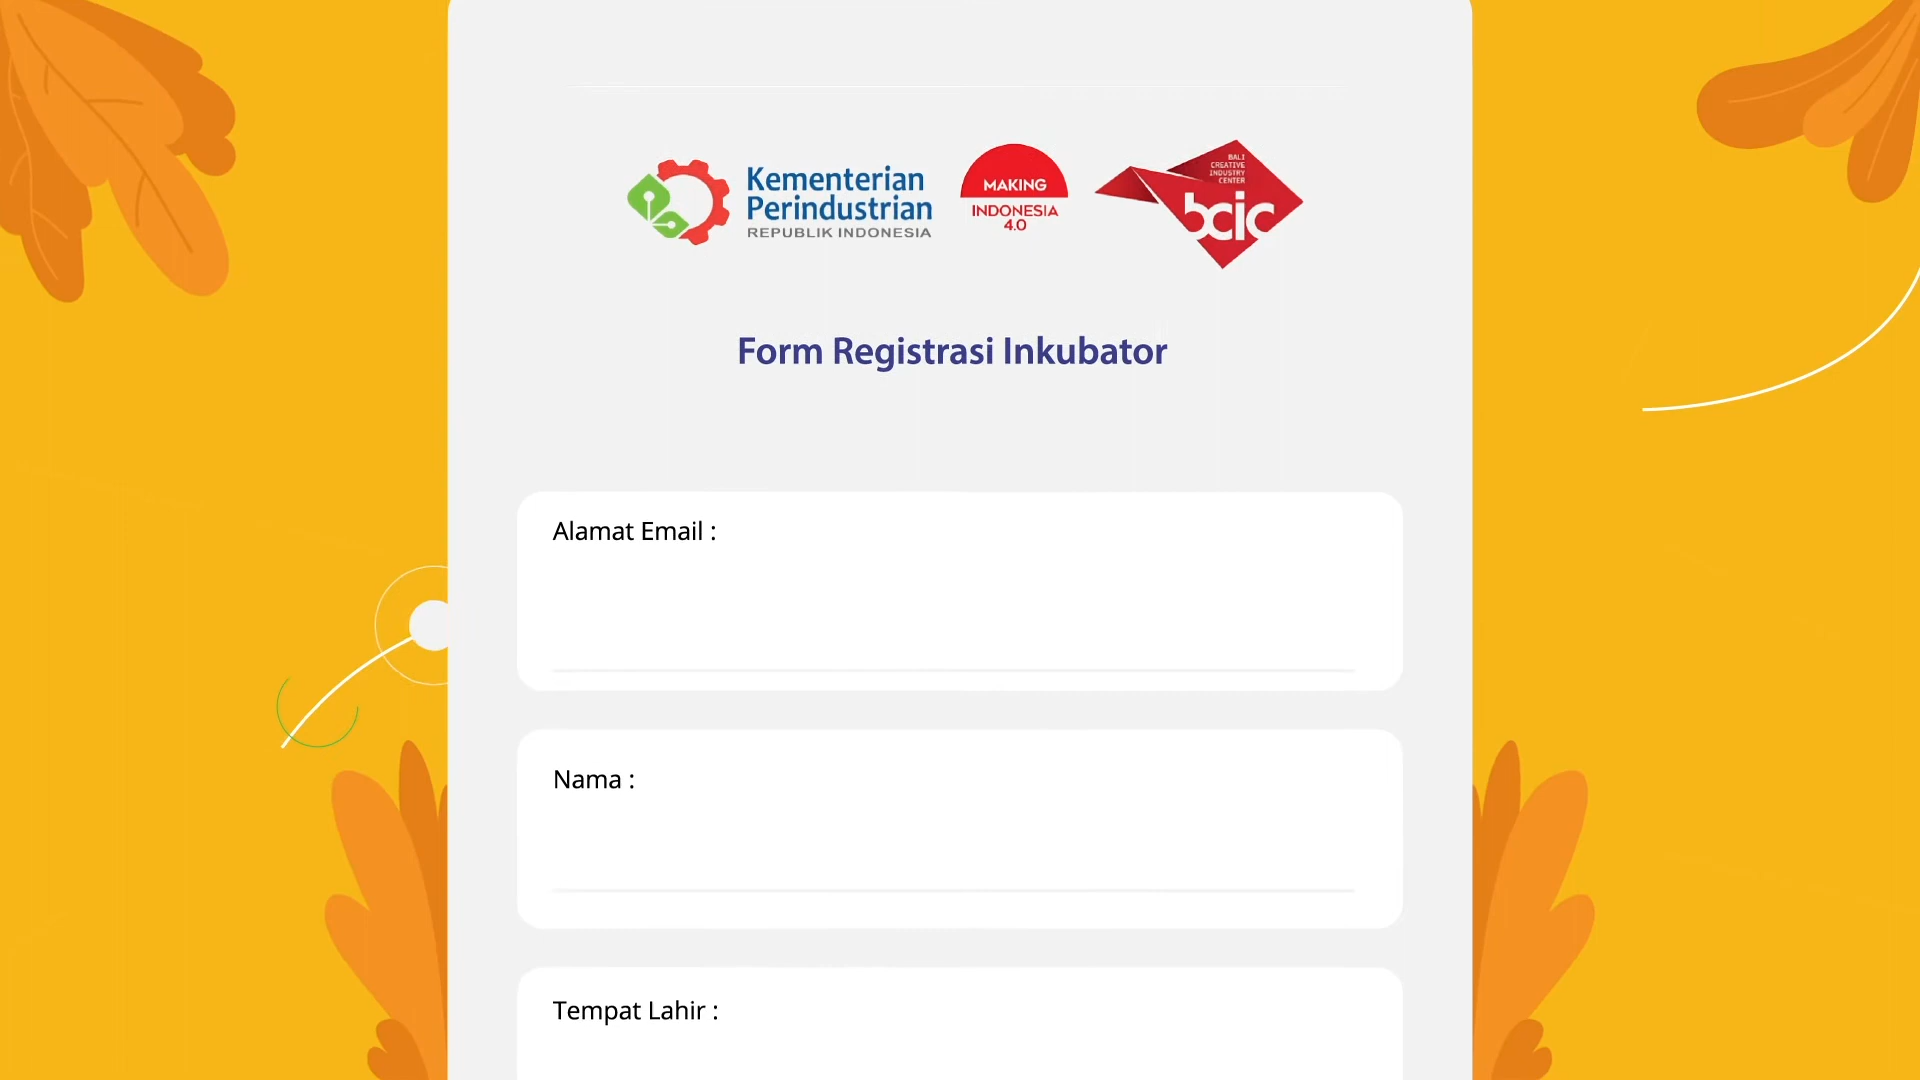 Kementerian
Perindustrian
REPUBLIK INDONESIA
MAKING
INDONESIA
4.0
BALI
CREATIVE
INDUSTRY
CENTER
bcic
Form Registrasi Inkubator
Alamat Email :
Nama :
Tempat Lahir :